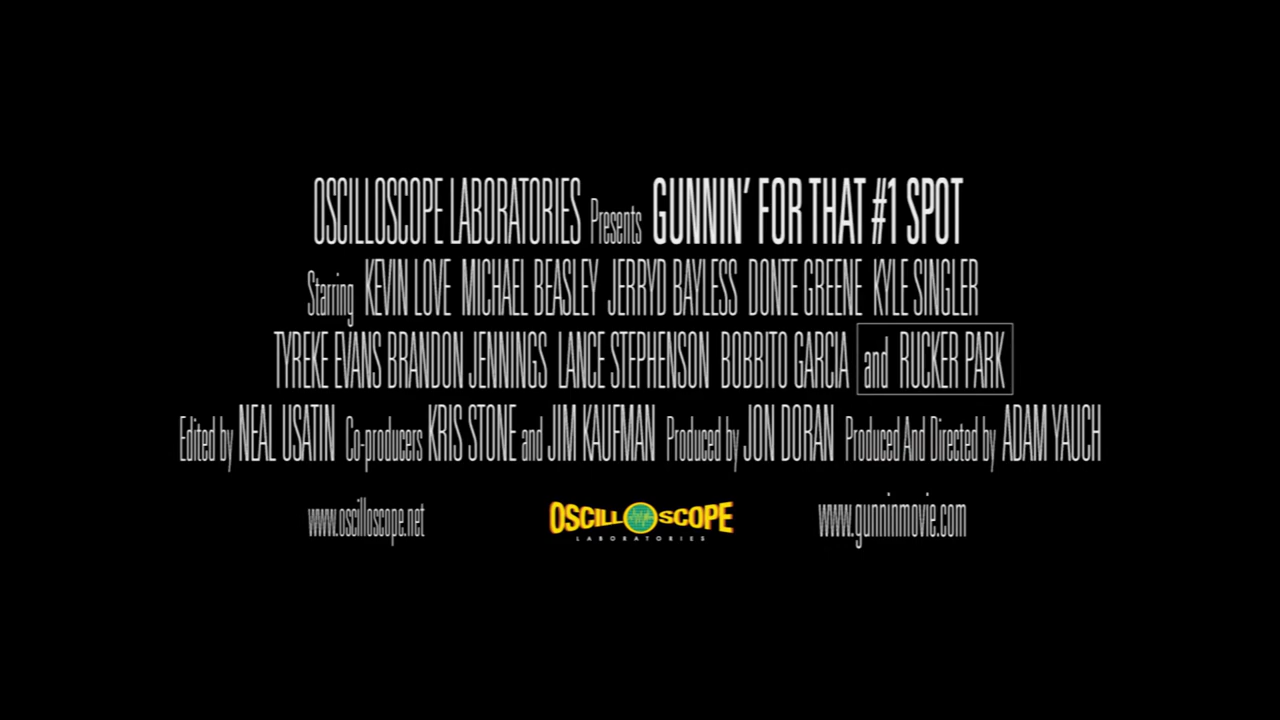 OSCILLOSCOPE LABORATORIES Presents GUNNIN' FOR THAT #1 SPOT
Starring KEVIN LOVE MICHAEL BEASLEY JERRYD BAYLESS DONTE GREENE KYLE SINGLER
TYREKE EVANS BRANDON JENNINGS LANCE STEPHENSON BOBBITO GARCIA and RUCKER PARK
Edited by NEAL USATIN Co-producers KRIS STONE and JIM KAUFMAN Produced by JON DORAN Produced And Directed by ADAM YAUCH
www.oscilloscope.net OSCILLOSCOPE www.gunninmovie.com
LABORATORIES